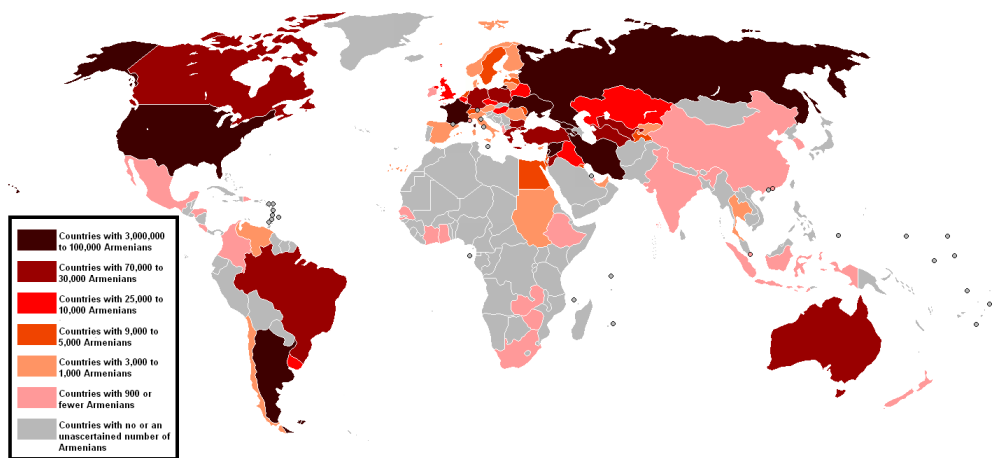 Countries with 3,000,000
to 100,000 Armenians
Countries with 70,000 to
30,000 Armenians
Countries with 25,000 to
10,000 Armenians
Countries with 9,000 to
5,000 Armenians
Countries with 3,000 to
1,000 Armenians
Countries with 900 or
fewer Armenians
Countries with no or an
unascertained number of
Armenians